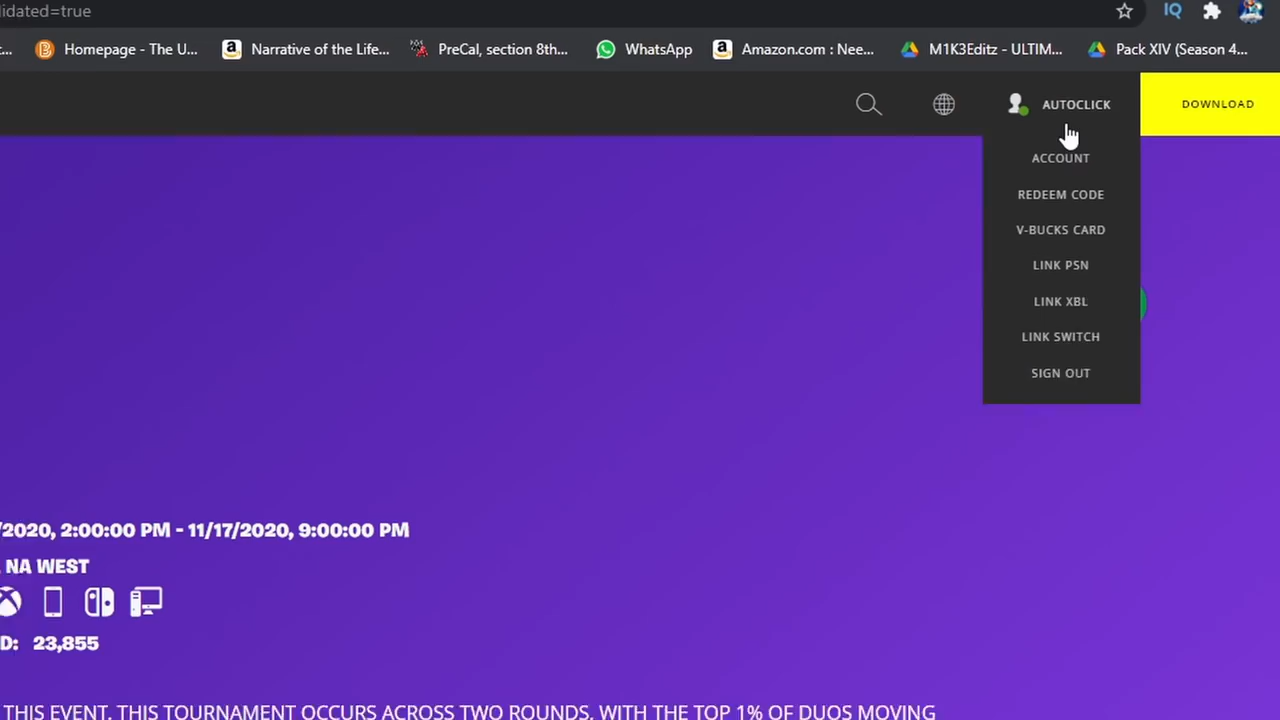 lidated=true
IQ
... Homepage - The U... Narrative of the Life... PreCal, section 8th... WhatsApp Amazon.com : Nee... M1K3Editz - ULTIM... Pack XIV (Season 4...
AUTOCLICK
DOWNLOAD
ACCOUNT
REDEEM CODE
V-BUCKS CARD
LINK PSN
LINK XBL
LINK SWITCH
SIGN OUT
/2020, 2:00:00 PM - 11/17/2020, 9:00:00 PM
, NA WEST
D: 23,855
THIS EVENT. THIS TOURNAMENT OCCURS ACROSS TWO ROUNDS, WITH THE TOP 1% OF DUOS MOVING